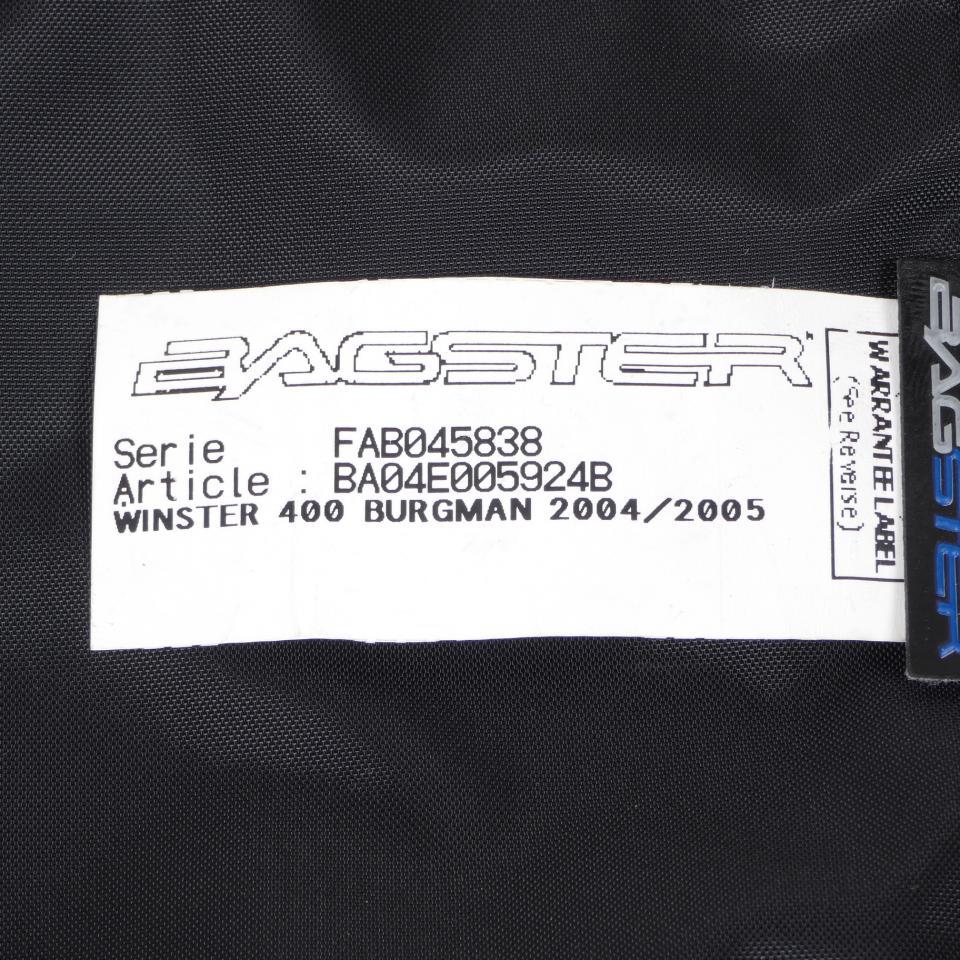 BAGSTER
Serie FAB045838
Article : BA04E005924B
WINSTER 400 BURGMAN 2004/2005
WARRANTEE LABEL
(See Reverse)
BAGSTER